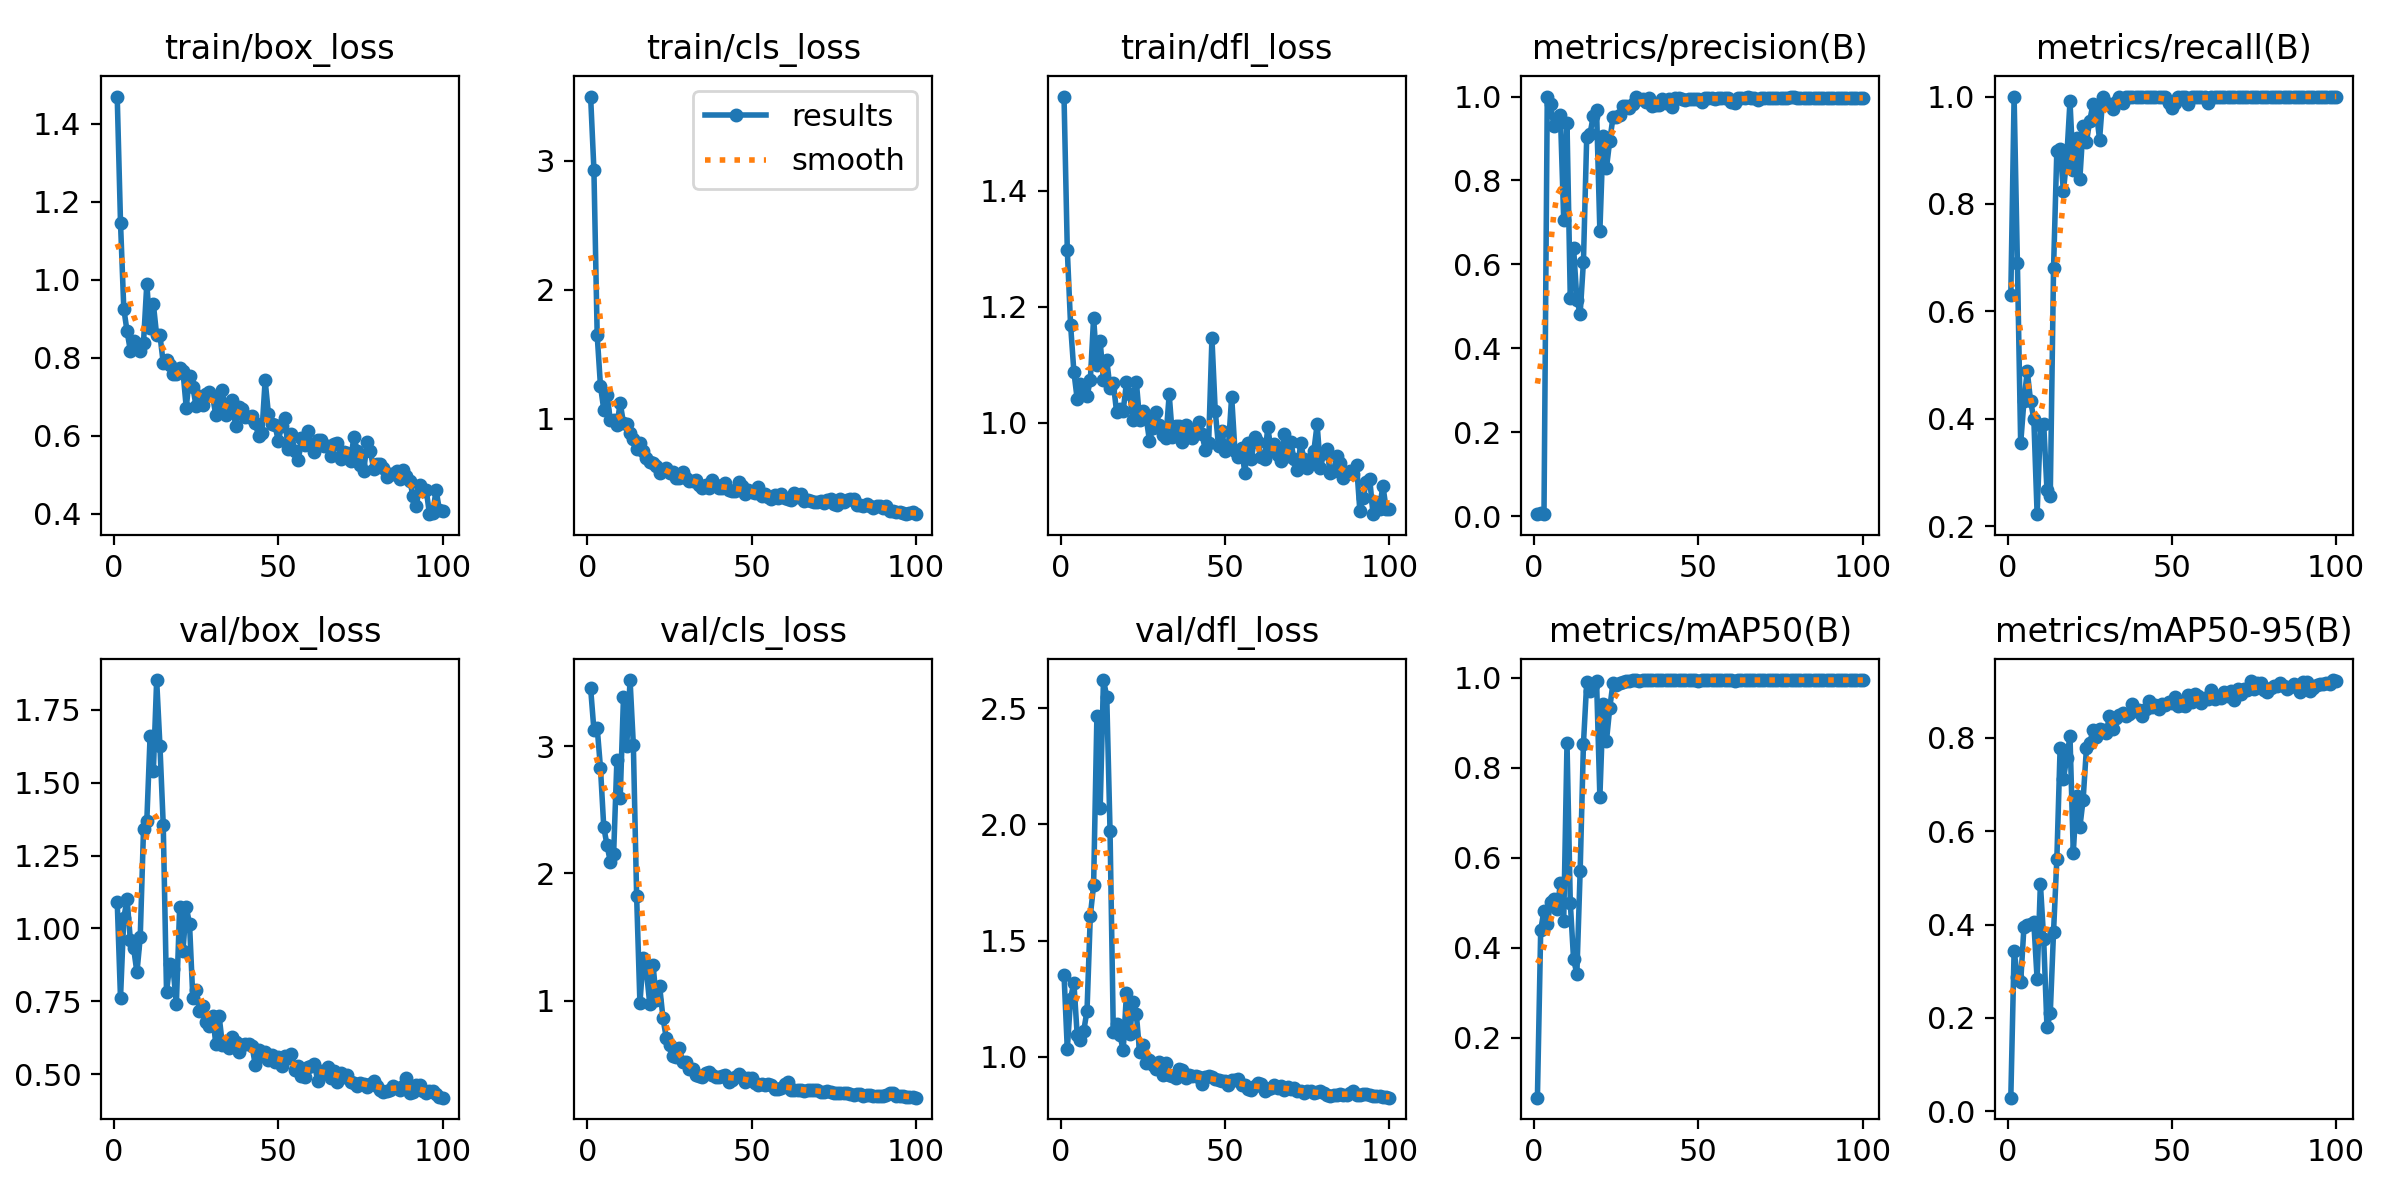 train/box_loss
1.4
1.2
1.0
0.8
0.6
0.4
0 50 100
train/cls_loss
results
smooth
3
2
1
0 50 100
train/dfl_loss
1.4
1.2
1.0
0 50 100
metrics/precision(B)
1.0
0.8
0.6
0.4
0.2
0.0
0 50 100
metrics/recall(B)
1.0
0.8
0.6
0.4
0.2
0 50 100
val/box_loss
1.75
1.50
1.25
1.00
0.75
0.50
0 50 100
val/cls_loss
3
2
1
0 50 100
val/dfl_loss
2.5
2.0
1.5
1.0
0 50 100
metrics/mAP50(B)
1.0
0.8
0.6
0.4
0.2
0 50 100
metrics/mAP50-95(B)
0.8
0.6
0.4
0.2
0.0
0 50 100